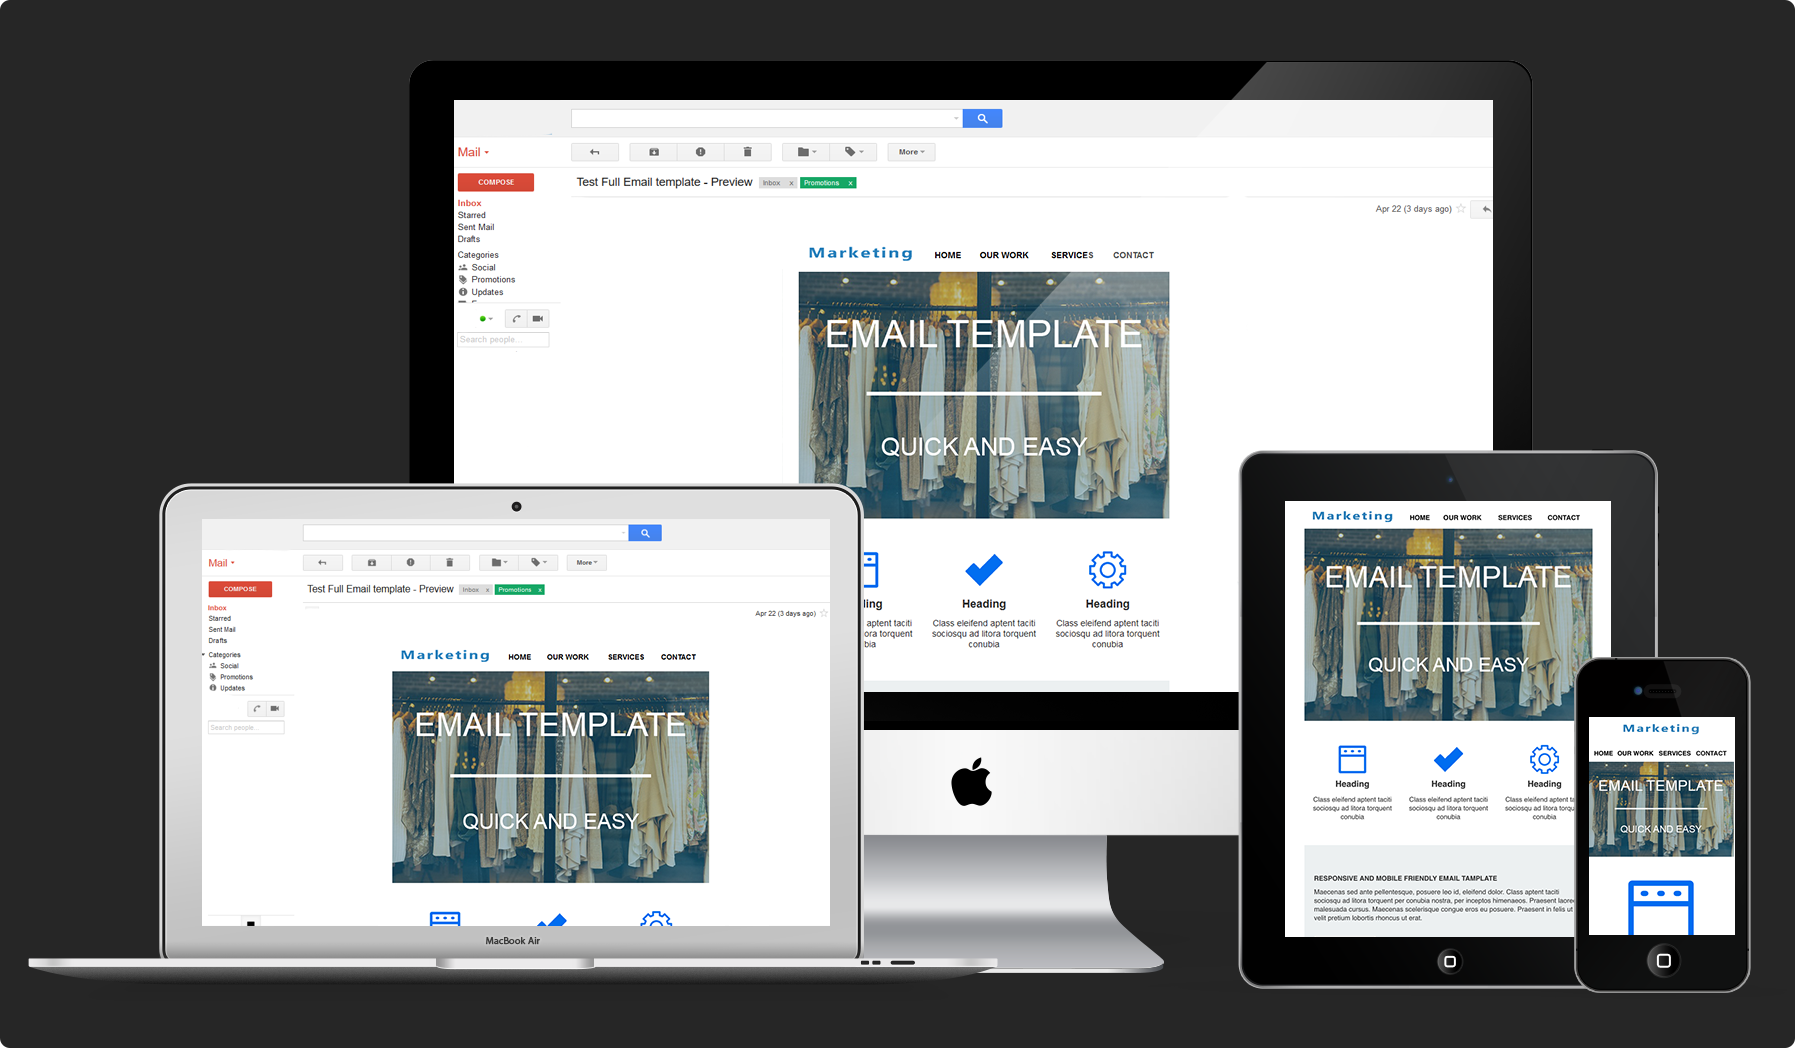 Mail
COMPOSE
Inbox
Starred
Sent Mail
Drafts
Categories
Social
Promotions
Updates
Search people...
More
Test Full Email template - Preview Inbox x Promotions x
Apr 22 (3 days ago)
Marketing HOME OUR WORK SERVICES CONTACT
EMAIL TEMPLATE
QUICK AND EASY
ding Heading Heading
aptent taciti Class eleifend aptent taciti Class eleifend aptent taciti
ora torquent sociosqu ad litora torquent sociosqu ad litora torquent
bia conubia conubia
Mail
COMPOSE
Inbox
Starred
Sent Mail
Drafts
Categories
Social
Promotions
Updates
Search people...
More
Test Full Email template - Preview Inbox x Promotions x
Apr 22 (3 days ago)
Marketing HOME OUR WORK SERVICES CONTACT
EMAIL TEMPLATE
QUICK AND EASY
MacBook Air
Marketing HOME OUR WORK SERVICES CONTACT
EMAIL TEMPLATE
QUICK AND EASY
Heading Heading Heading
Class eleifend aptent taciti Class eleifend aptent taciti Class eleifend aptent tac
sociosqu ad litora torquent sociosqu ad litora torquent sociosqu ad litora torq
conubia conubia conubia
RESPONSIVE AND MOBILE FRIENDLY EMAIL TAMPLATE
Maecenas sed ante pellentesque, posuere leo id, eleifend dolor. Class aptent taciti
sociosqu ad litora torquent per conubia nostra, per inceptos himenaeos. Praesent laoree
malesuada cursus. Maecenas scelerisque congue eros eu posuere. Praesent in felis ut
velit pretium lobortis rhoncus ut erat.
Marketing
HOME OUR WORK SERVICES CONTACT
EMAIL TEMPLATE
QUICK AND EASY